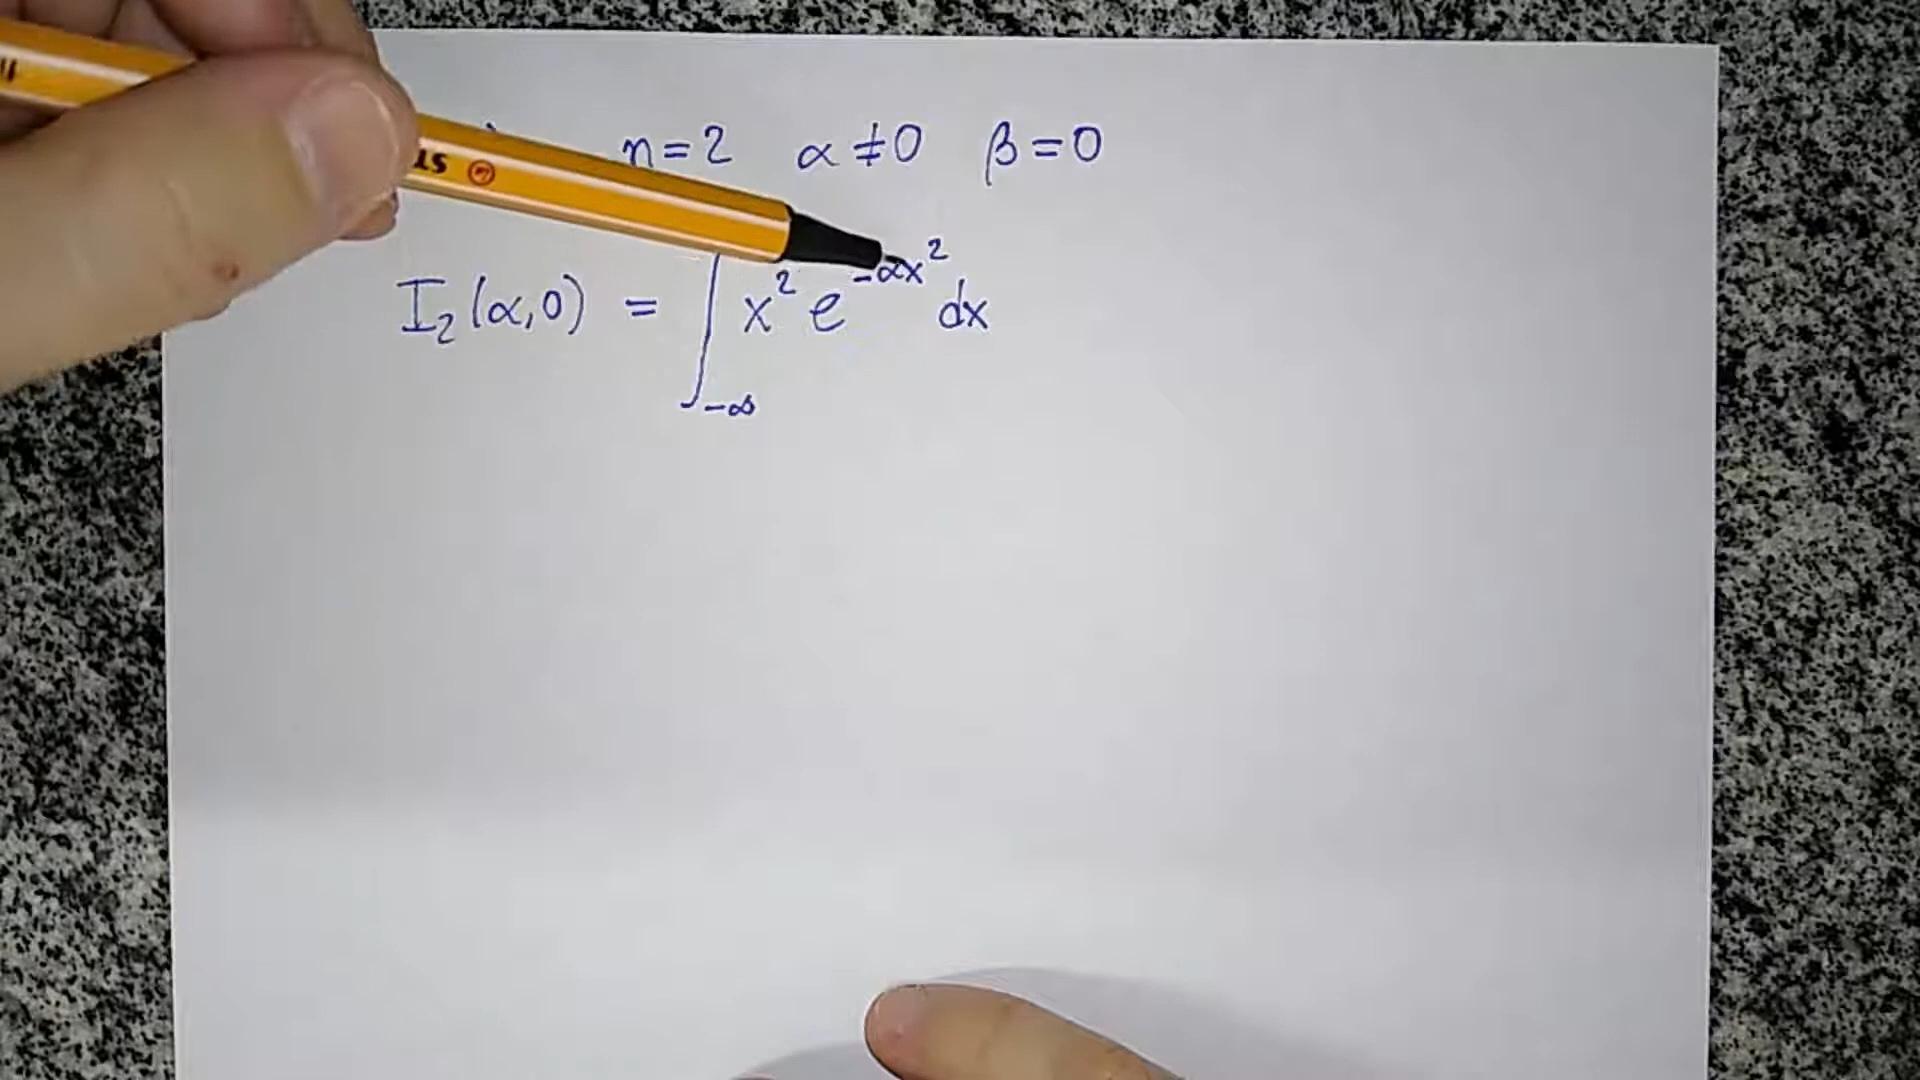 n=2 α≠0 β=0
I₂(α,0) = ∫₋∞ x² e^(-αx²) dx